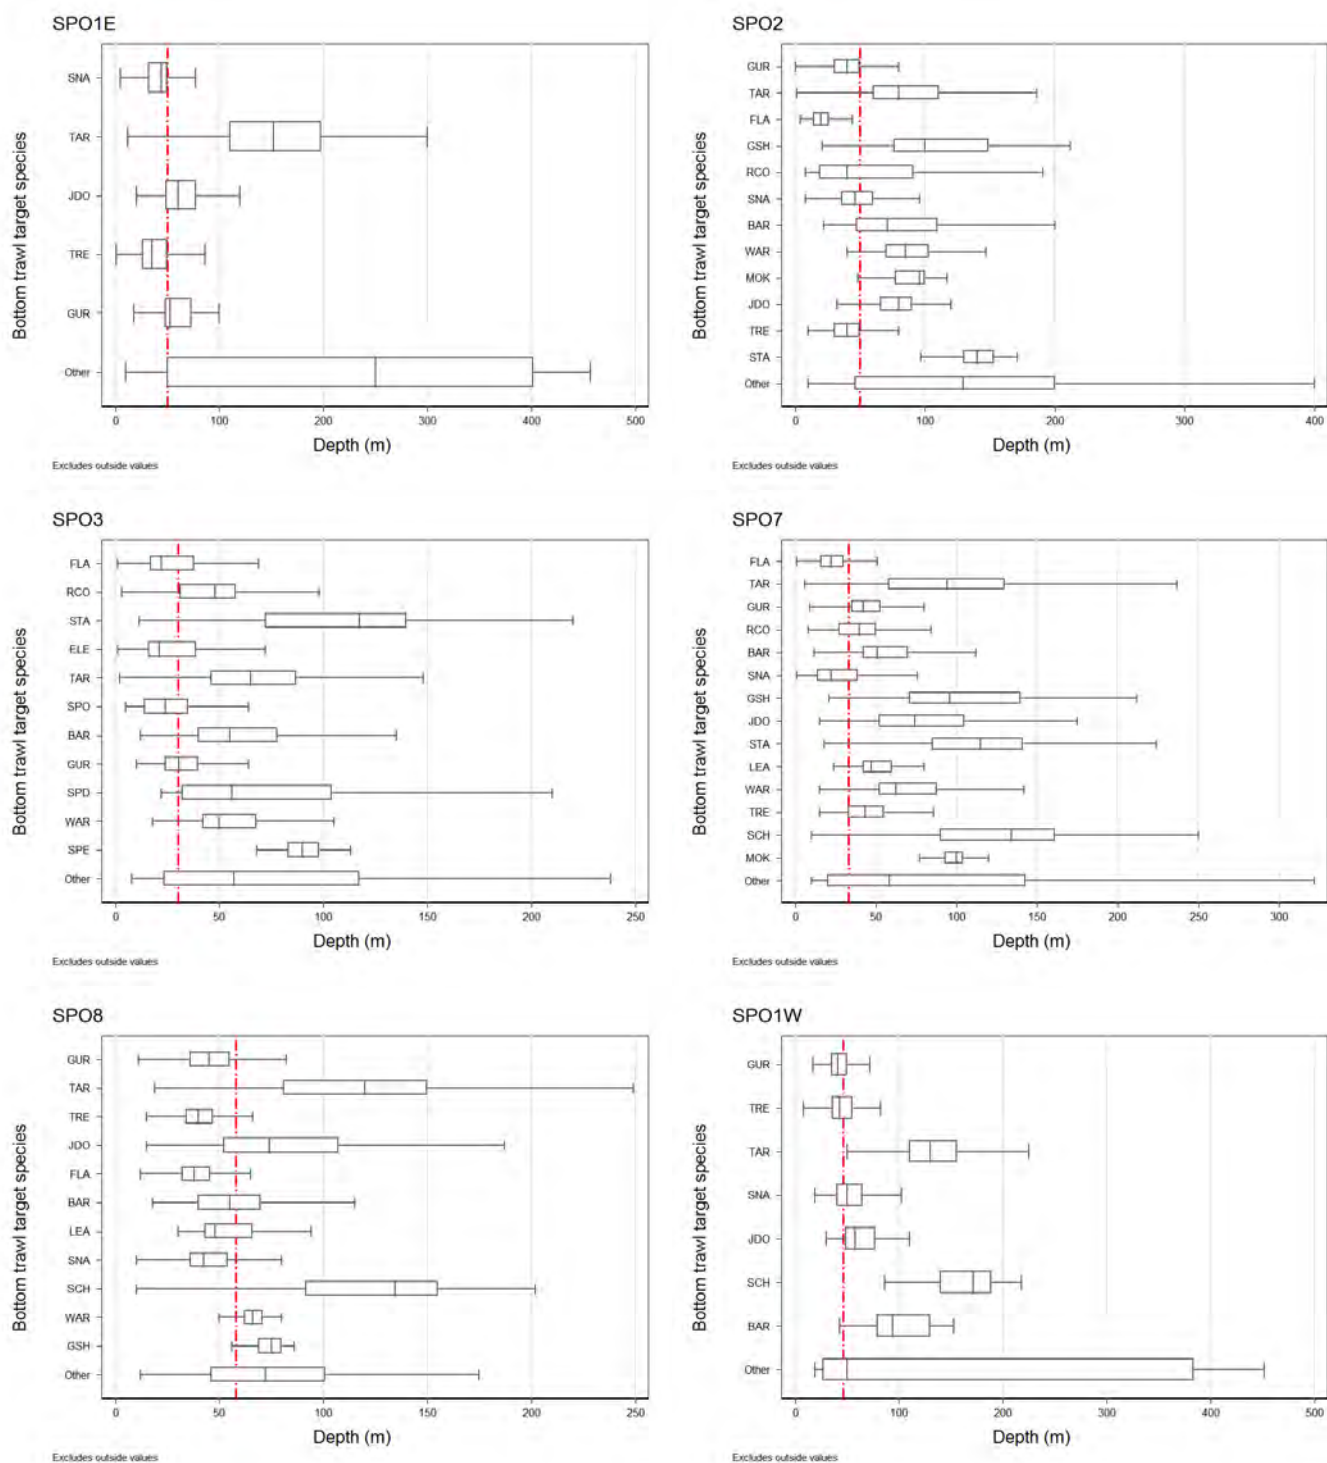 SPO1E
Bottom trawl target species
SNA
TAR
JDO
TRE
GUR
Other
0 100 200 300 400 500
Depth (m)
Excludes outside values
SPO2
Bottom trawl target species
GUR
TAR
FLA
GSH
RCO
SNA
BAR
WAR
MOK
JDO
TRE
STA
Other
0 100 200 300 400
Depth (m)
Excludes outside values
SPO3
Bottom trawl target species
FLA
RCO
STA
ELE
TAR
SPO
BAR
GUR
SPD
WAR
SPE
Other
0 50 100 150 200 250
Depth (m)
Excludes outside values
SPO7
Bottom trawl target species
FLA
TAR
GUR
RCO
BAR
SNA
GSH
JDO
STA
LEA
WAR
TRE
SCH
MOK
Other
0 50 100 150 200 250 300
Depth (m)
Excludes outside values
SPO8
Bottom trawl target species
GUR
TAR
TRE
JDO
FLA
BAR
LEA
SNA
SCH
WAR
GSH
Other
0 50 100 150 200 250
Depth (m)
Excludes outside values
SPO1W
Bottom trawl target species
GUR
TRE
TAR
SNA
JDO
SCH
BAR
Other
0 100 200 300 400 500
Depth (m)
Excludes outside values